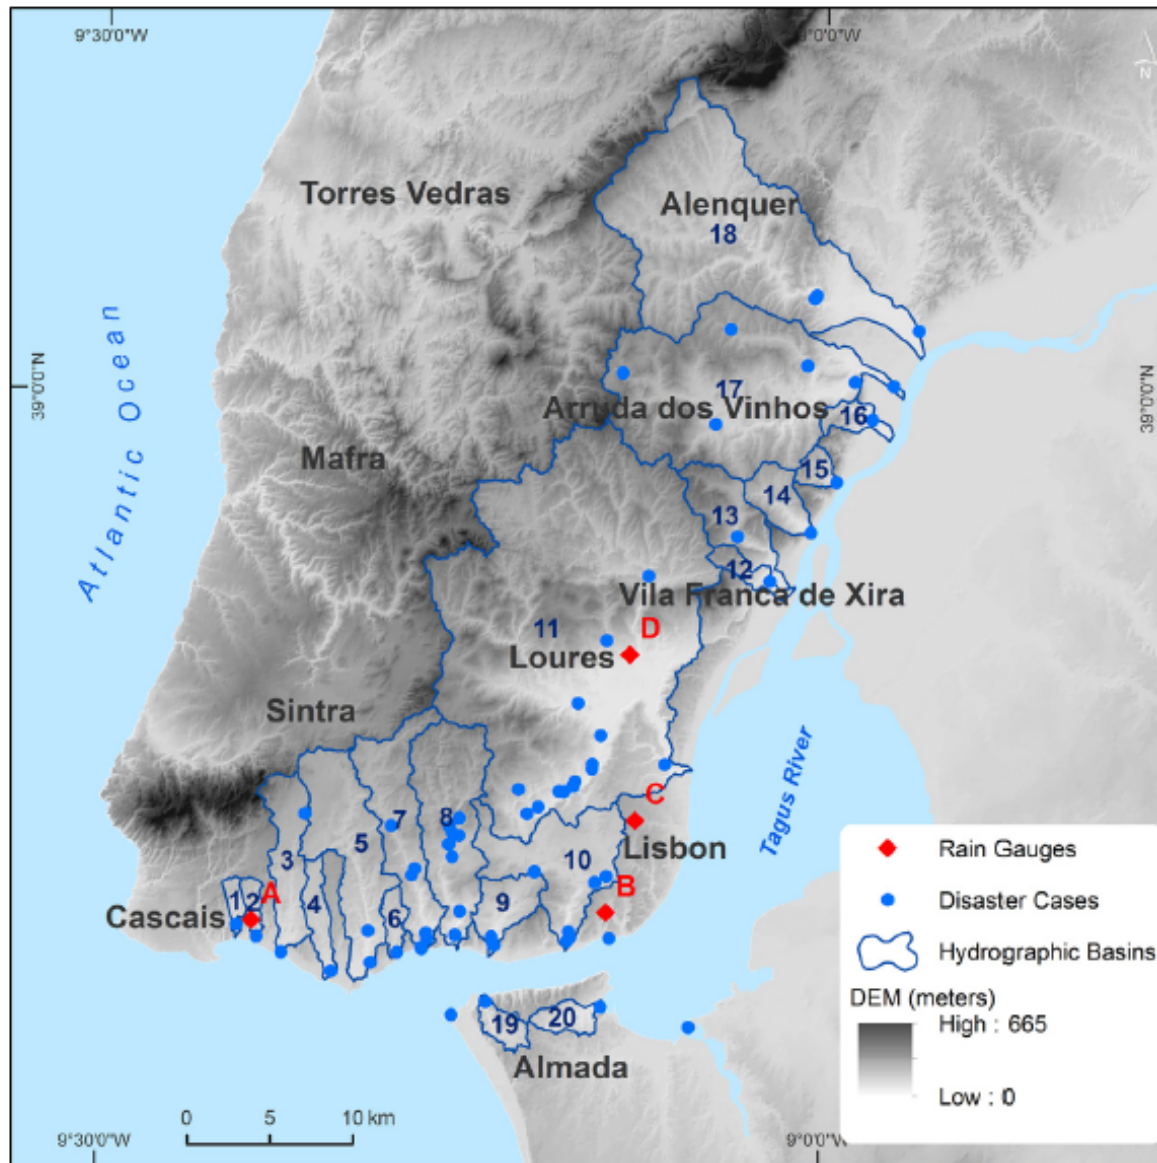 9°30'0"W
9°0'0"W
N
Torres Vedras
Alenquer
18
Atlantic Ocean
39°0'0"N
39°0'0"N
17
Arruda dos Vinhos
16
Mafra
15
14
13
12
Vila Franca de Xira
11
D
Loures
Sintra
Tagus River
C
7
8
5
3
10
Lisbon
4
9
B
1
2
A
6
Cascais
19
20
Almada
Rain Gauges
Disaster Cases
Hydrographic Basins
DEM (meters)
High : 665
Low : 0
0 5 10 km
9°30'0"W
9°0'0"W